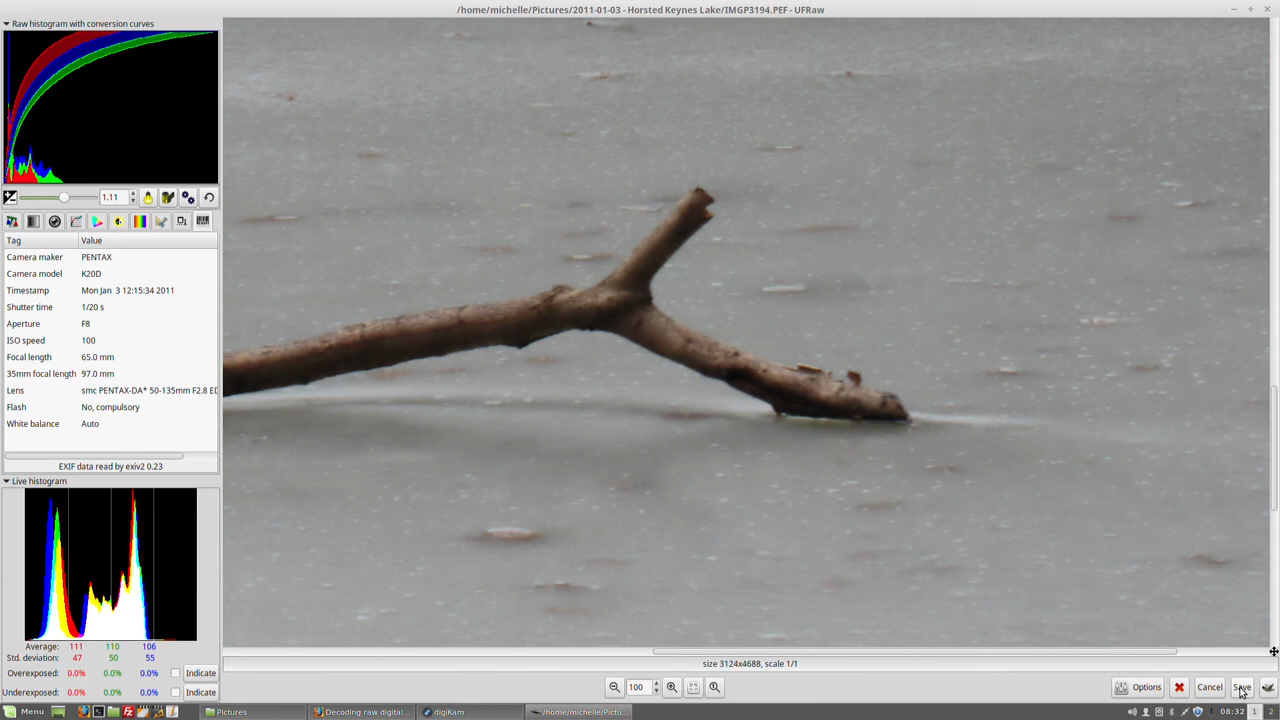 /home/michelle/Pictures/2011-01-03 - Horsted Keynes Lake/IMGP3194.PEF - UFRaw
Raw histogram with conversion curves
1.11
Tag Value
Camera maker PENTAX
Camera model K20D
Timestamp Mon Jan 3 12:15:34 2011
Shutter time 1/20 s
Aperture F8
ISO speed 100
Focal length 65.0 mm
35mm focal length 97.0 mm
Lens smc PENTAX-DA* 50-135mm F2.8 ED
Flash No, compulsory
White balance Auto
EXIF data read by exiv2 0.23
Live histogram
Average: 111 110 106
Std. deviation: 47 50 55
Overexposed: 0.0% 0.0% 0.0% Indicate
Underexposed: 0.0% 0.0% 0.0% Indicate
size 3124x4688, scale 1/1
100 Options Cancel Save
Menu Pictures Decoding raw digital... digiKam /home/michelle/Pictu... 08:32 1 2